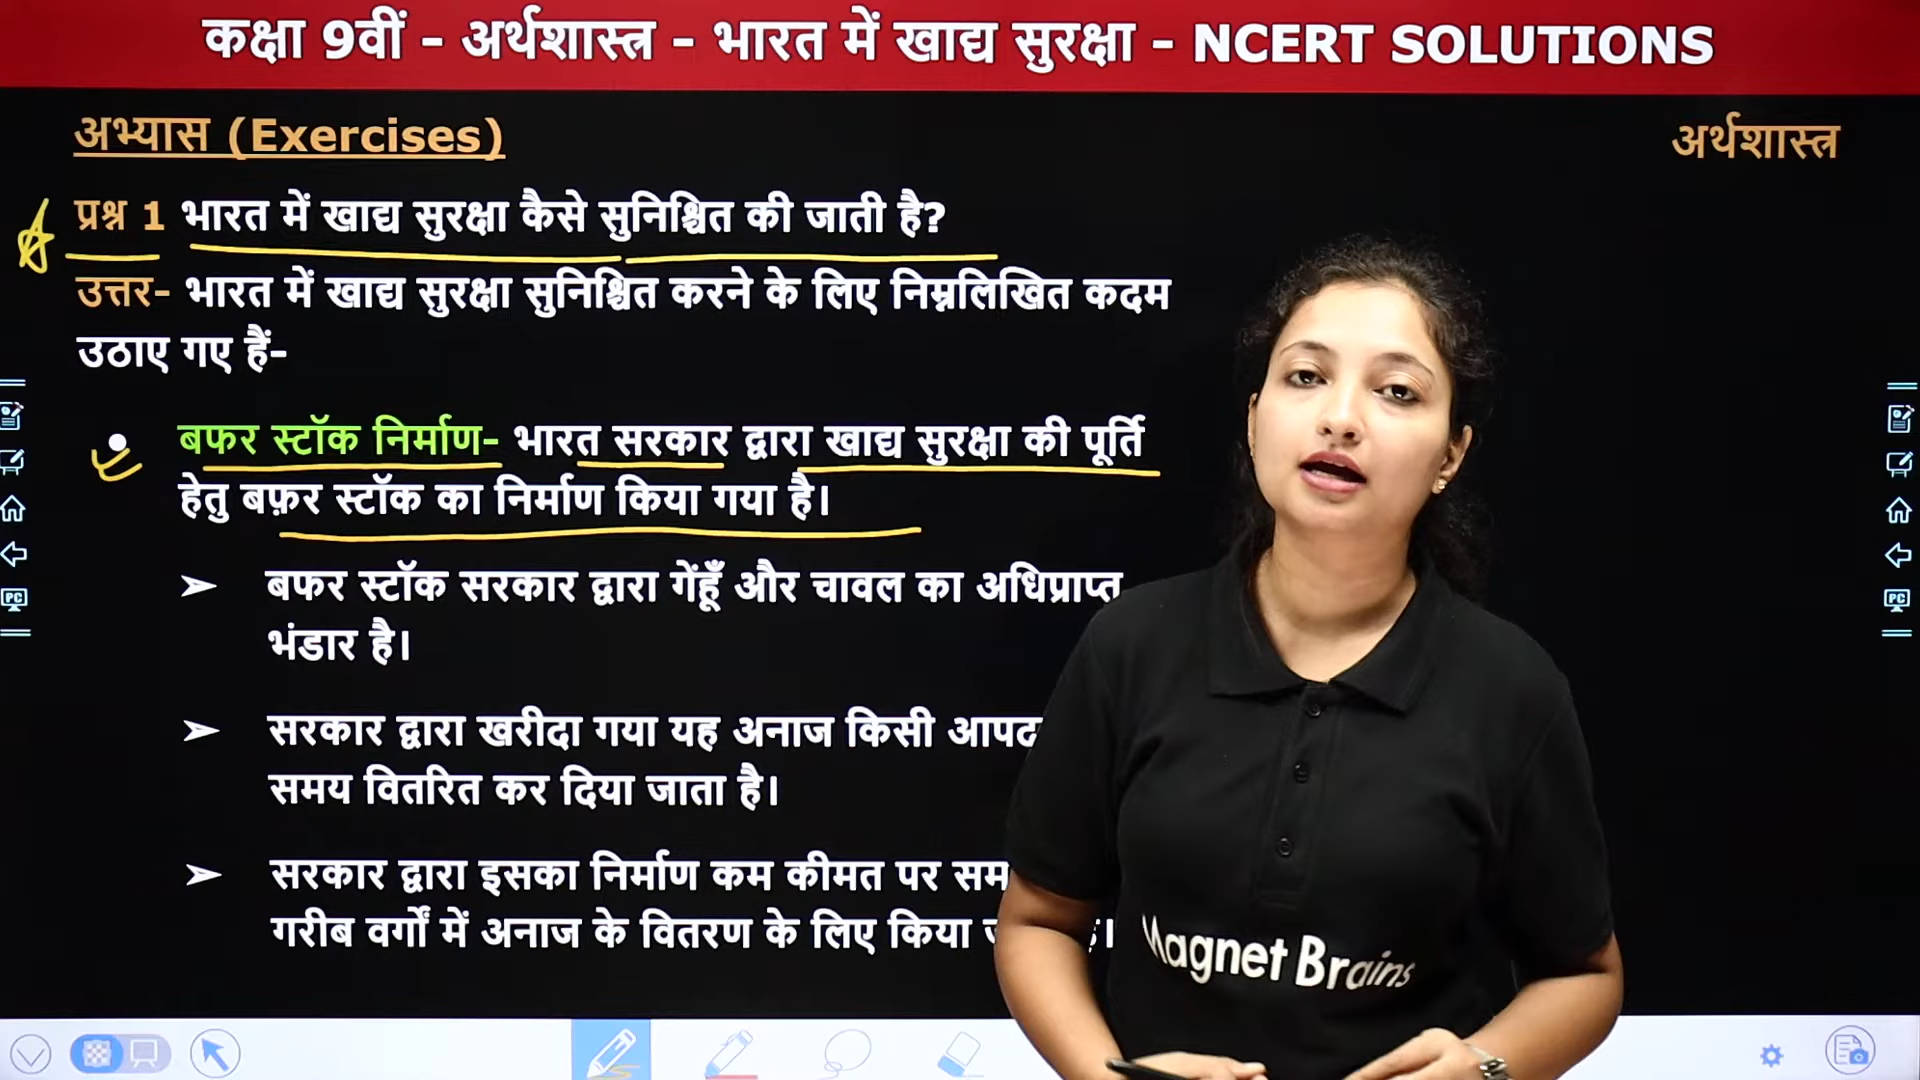 कक्षा 9वीं - अर्थशास्त्र - भारत में खाद्य सुरक्षा - NCERT SOLUTIONS
अभ्यास (Exercises)
अर्थशास्त्र
प्रश्न 1 भारत में खाद्य सुरक्षा कैसे सुनिश्चित की जाती है?
उत्तर- भारत में खाद्य सुरक्षा सुनिश्चित करने के लिए निम्नलिखित कदम
उठाए गए हैं-
बफर स्टॉक निर्माण- भारत सरकार द्वारा खाद्य सुरक्षा की पूर्ति
हेतु बफ़र स्टॉक का निर्माण किया गया है।
➢ बफर स्टॉक सरकार द्वारा गेंहूँ और चावल का अधिप्राप्त
भंडार है।
➢ सरकार द्वारा खरीदा गया यह अनाज किसी
समय वितरित कर दिया जाता है।
➢ सरकार द्वारा इसका निर्माण कम कीमत पर
गरीब वर्गों में अनाज के वितरण के लिए किया
Magnet Brains
PC
PC